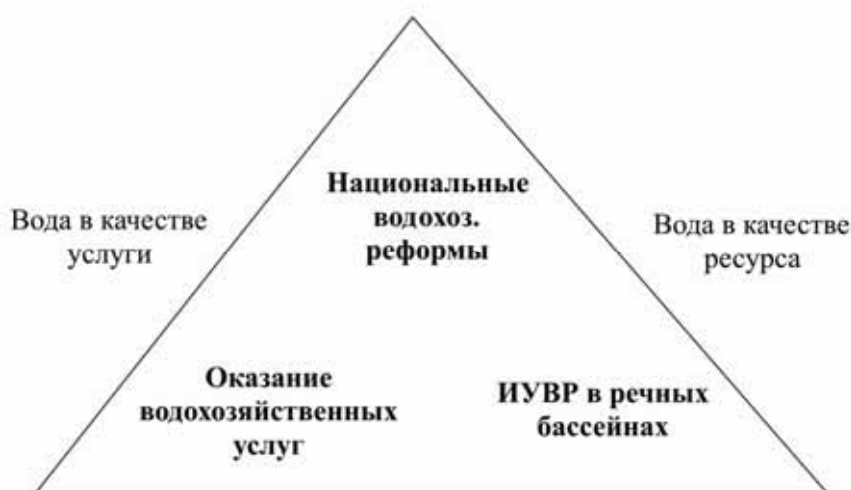 Национальные
водохоз.
реформы
Вода в качестве
услуги
Вода в качестве
ресурса
Оказание
водохозяйственных
услуг
ИУВР в речных
бассейнах